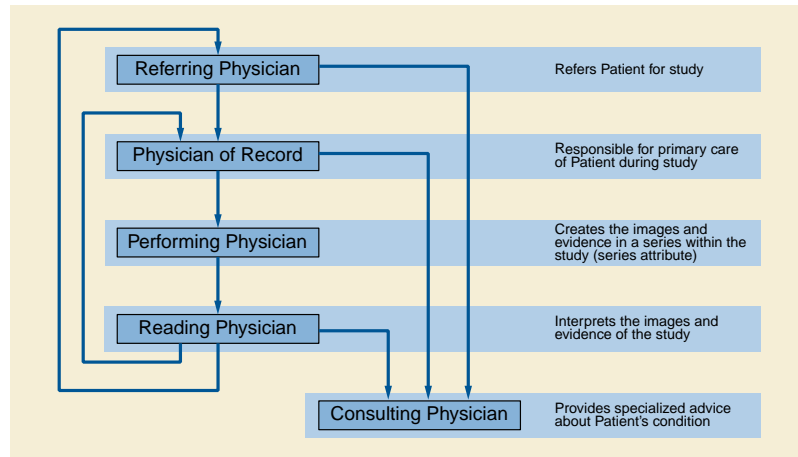 Referring Physician
Refers Patient for study
Physician of Record
Responsible for primary care
of Patient during study
Performing Physician
Creates the images and
evidence in a series within the
study (series attribute)
Reading Physician
Interprets the images and
evidence of the study
Consulting Physician
Provides specialized advice
about Patient's condition